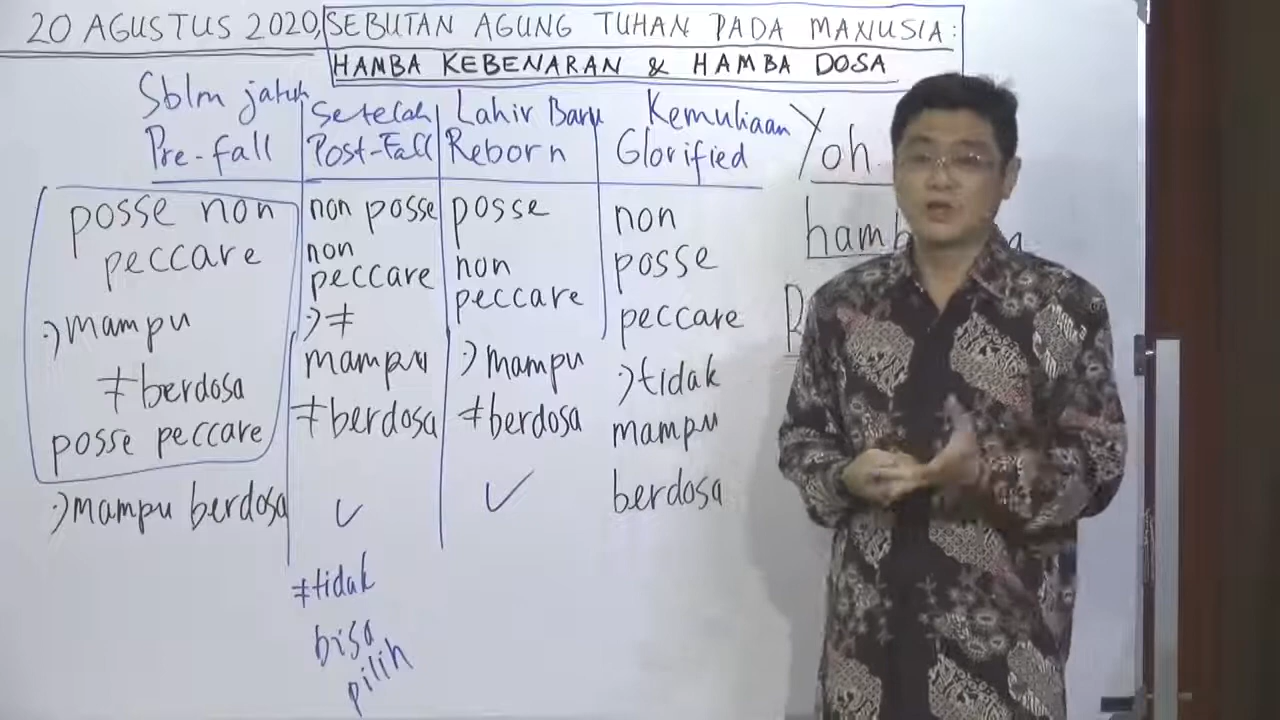 20 AGUSTUS 2020, SEBUTAN AGUNG TUHAN PADA MANUSIA:
HAMBA KEBENARAN & HAMBA DOSA
Sblm jatuh
Pre-fall
posse non
peccare
:) mampu
≠ berdosa
posse peccare
:) mampu berdosa
Setelah
Post-Fall
non posse
non
peccare
:) ≠
mampu
≠ berdosa
✓
≠ tidak
bisa
pilih
Lahir Baru
Reborn
posse
non
peccare
:) mampu
≠ berdosa
✓
Kemuliaan
Glorified
non
posse
peccare
:) tidak
mampu
berdosa
Yoh.